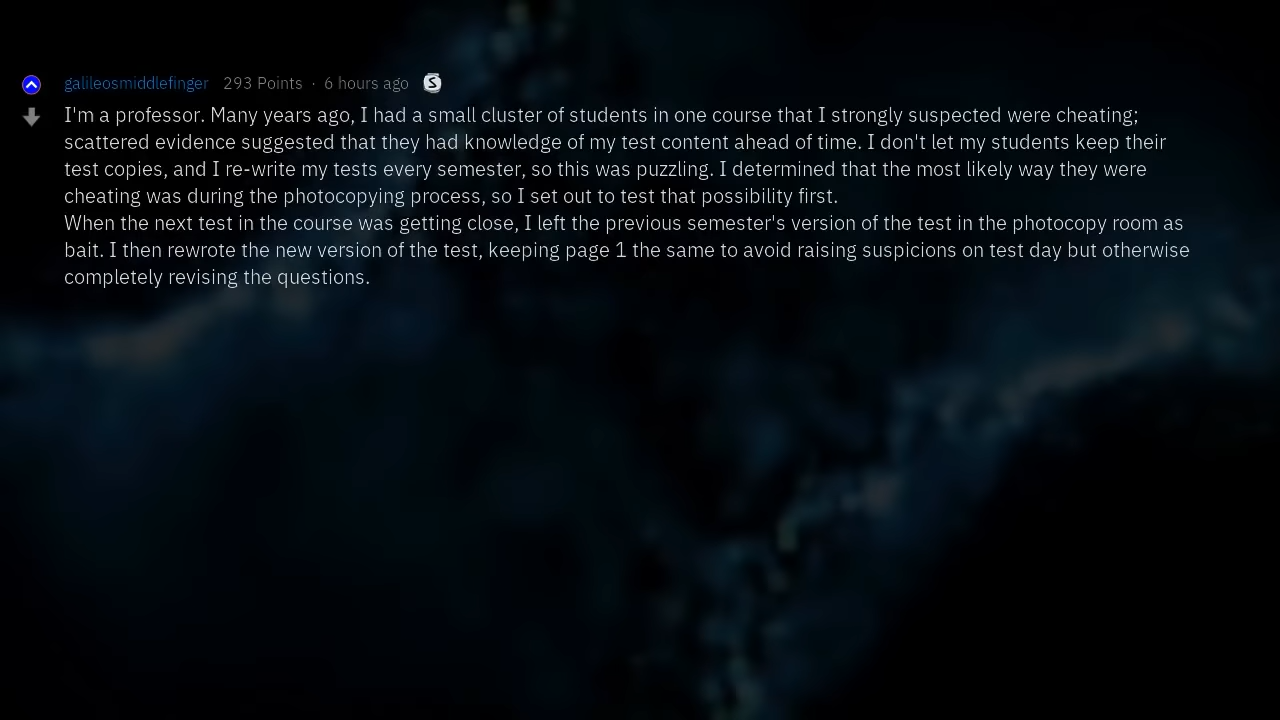 galileosmiddlefinger 293 Points · 6 hours ago S
I'm a professor. Many years ago, I had a small cluster of students in one course that I strongly suspected were cheating;
scattered evidence suggested that they had knowledge of my test content ahead of time. I don't let my students keep their
test copies, and I re-write my tests every semester, so this was puzzling. I determined that the most likely way they were
cheating was during the photocopying process, so I set out to test that possibility first.
When the next test in the course was getting close, I left the previous semester's version of the test in the photocopy room as
bait. I then rewrote the new version of the test, keeping page 1 the same to avoid raising suspicions on test day but otherwise
completely revising the questions.